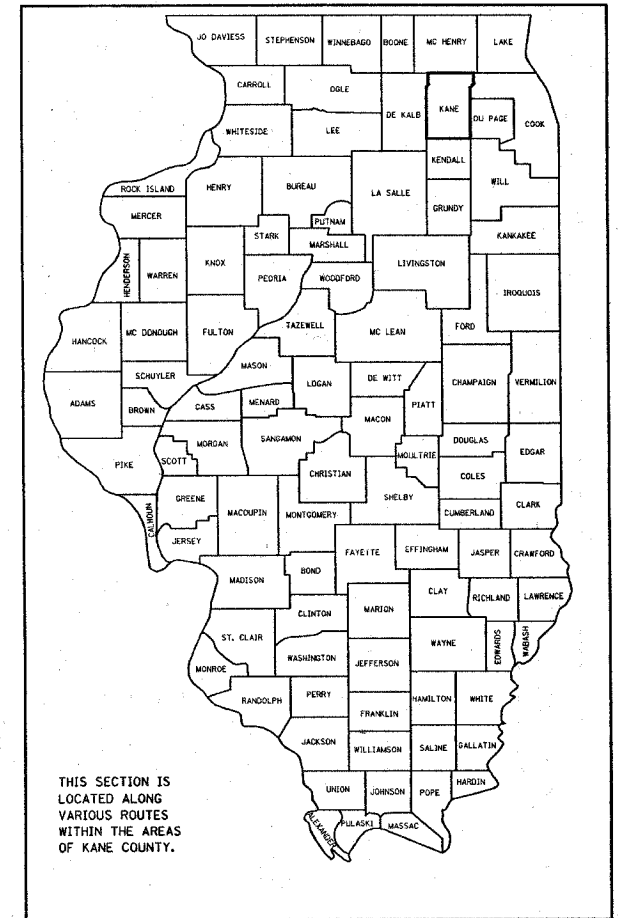 JO DAVIESS
STEPHENSON
WINNEBAGO
BOONE
MC HENRY
LAKE
CARROLL
OGLE
DE KALB
KANE
DU PAGE
COOK
WHITESIDE
LEE
KENDALL
WILL
ROCK ISLAND
HENRY
BUREAU
LA SALLE
GRUNDY
MERCER
PUTNAM
STARK
MARSHALL
KANKAKEE
HENDERSON
WARREN
KNOX
PEORIA
WOODFORD
LIVINGSTON
IROQUOIS
HANCOCK
MC DONOUGH
FULTON
TAZEWELL
MC LEAN
FORD
MASON
SCHUYLER
LOGAN
DE WITT
CHAMPAIGN
VERMILION
ADAMS
BROWN
CASS
MENARD
MACON
PIATT
PIKE
SCOTT
MORGAN
SANGAMON
CHRISTIAN
MOULTRIE
DOUGLAS
EDGAR
COLES
CALHOUN
GREENE
MACOUPIN
MONTGOMERY
SHELBY
CUMBERLAND
CLARK
JERSEY
FAYETTE
EFFINGHAM
JASPER
CRAWFORD
MADISON
BOND
CLAY
RICHLAND
LAWRENCE
CLINTON
MARION
ST. CLAIR
WAYNE
EDWARDS
WABASH
MONROE
WASHINGTON
JEFFERSON
RANDOLPH
PERRY
HAMILTON
WHITE
FRANKLIN
JACKSON
WILLIAMSON
SALINE
GALLATIN
UNION
JOHNSON
POPE
HARDIN
ALEXANDER
PULASKI
MASSAC
THIS SECTION IS
LOCATED ALONG
VARIOUS ROUTES
WITHIN THE AREAS
OF KANE COUNTY.